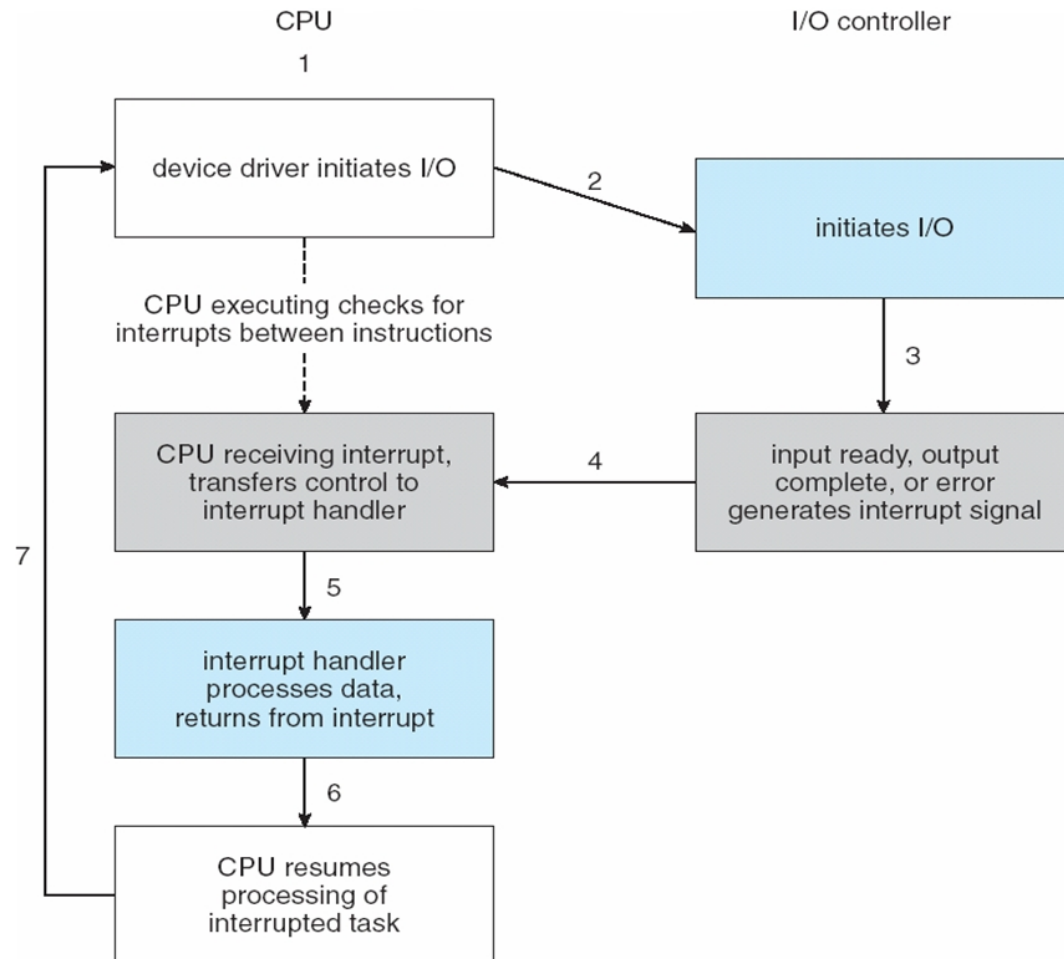 CPU
I/O controller
1
device driver initiates I/O
2
initiates I/O
CPU executing checks for
interrupts between instructions
3
CPU receiving interrupt,
transfers control to
interrupt handler
4
input ready, output
complete, or error
generates interrupt signal
7
5
interrupt handler
processes data,
returns from interrupt
6
CPU resumes
processing of
interrupted task